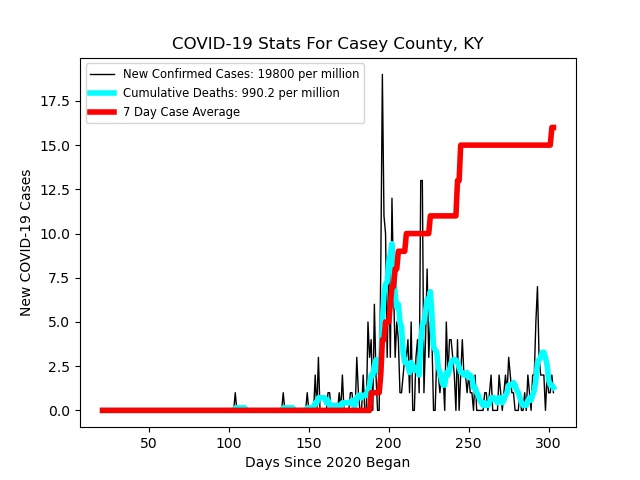 COVID-19 Stats For Casey County, KY
New Confirmed Cases: 19800 per million
Cumulative Deaths: 990.2 per million
7 Day Case Average
17.5
15.0
12.5
10.0
7.5
5.0
2.5
0.0
New COVID-19 Cases
50 100 150 200 250 300
Days Since 2020 Began